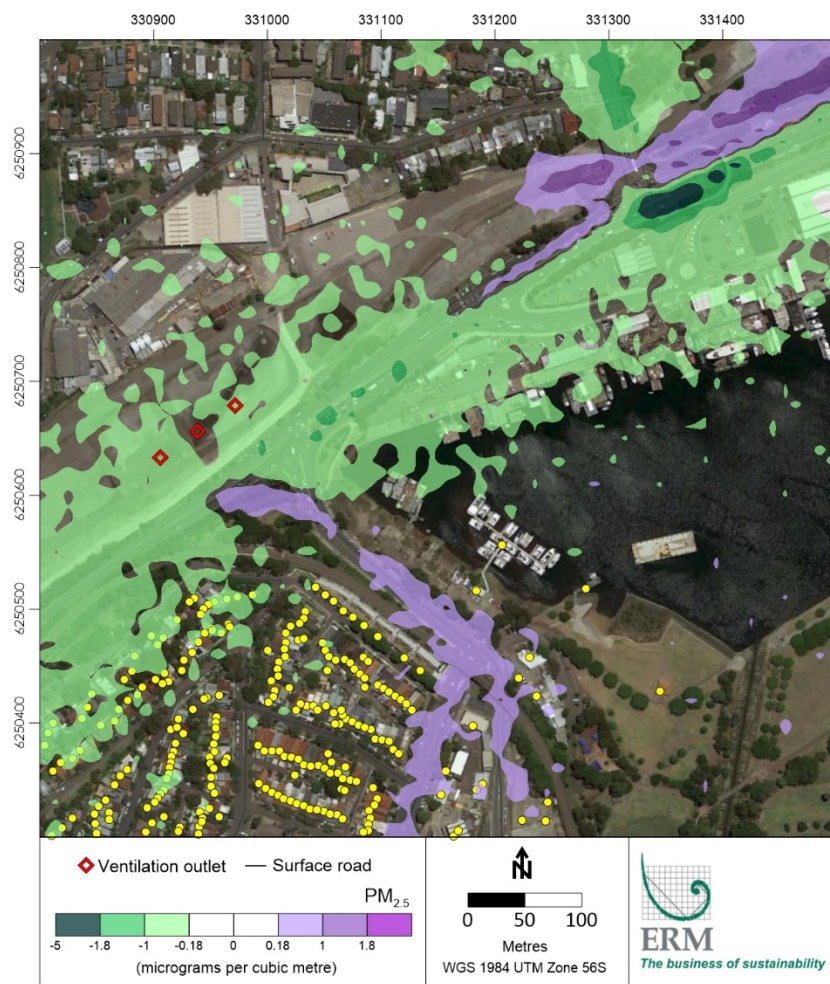 330900 331000 331100 331200 331300 331400
6250900
6250800
6250700
6250600
6250500
6250400
Ventilation outlet Surface road
PM2.5
-5 -1.8 -1 -0.18 0 0.18 1 1.8
(micrograms per cubic metre)
N
0 50 100
Metres
WGS 1984 UTM Zone 56S
ERM
The business of sustainability